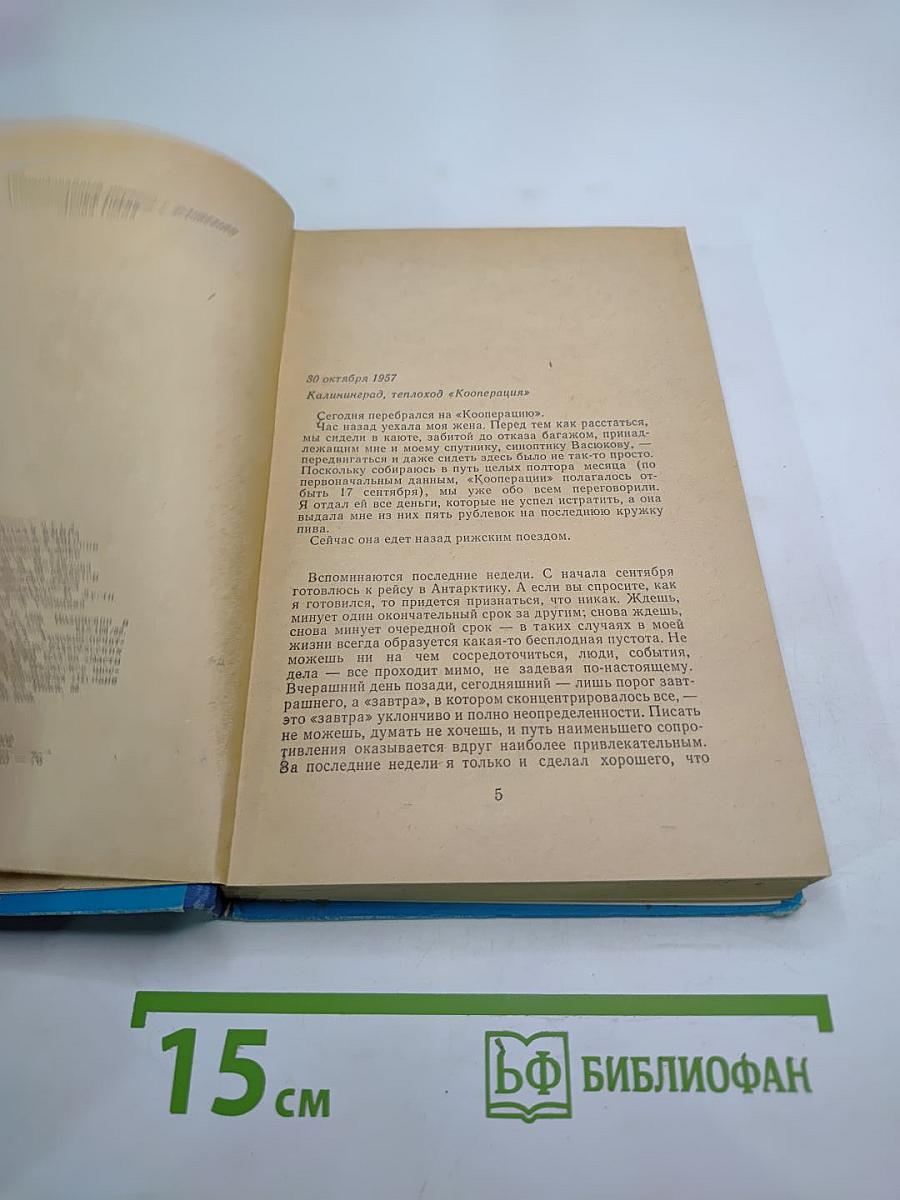 30 октября 1957
Калининград, теплоход «Кооперация»
Сегодня перебрался на «Кооперацию».
Час назад уехала моя жена. Перед тем как расстаться,
мы сидели в каюте, забитой до отказа багажом, принад-
лежащим мне и моему спутнику, синоптику Васюкову, —
передвигаться и даже сидеть здесь было не так-то просто.
Поскольку собираюсь в путь целых полтора месяца (по
первоначальным данным, «Кооперации» полагалось от-
быть 17 сентября), мы уже обо всем переговорили.
Я отдал ей все деньги, которые не успел истратить, а она
выдала мне из них пять рублевок на последнюю кружку
пива.
Сейчас она едет назад рижским поездом.
Вспоминаются последние недели. С начала сентября
готовлюсь к рейсу в Антарктику. А если вы спросите, как
я готовился, то придется признаться, что никак. Ждешь,
минует один окончательный срок за другим; снова ждешь,
снова минует очередной срок — в таких случаях в моей
жизни всегда образуется какая-то бесплодная пустота. Не
можешь ни на чем сосредоточиться, люди, события,
дела — все проходит мимо, не задевая по-настоящему.
Вчерашний день позади, сегодняшний — лишь порог завт-
рашнего, а «завтра», в котором сконцентрировалось все, —
это «завтра» уклончиво и полно неопределенности. Писать
не можешь, думать не хочешь, и путь наименьшего сопро-
тивления оказывается вдруг наиболее привлекательным.
За последние недели я только и сделал хорошего, что
5
15 см
ЬФ БИБЛИОФАН